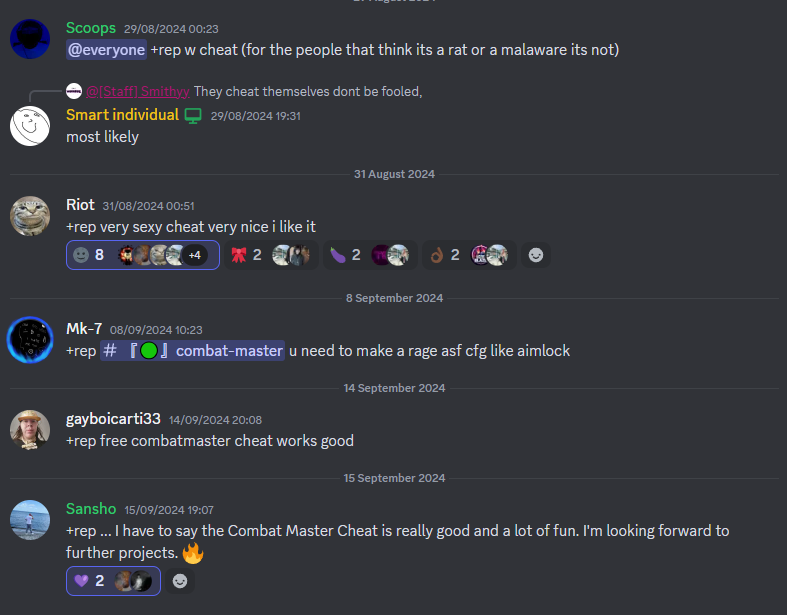 Scoops 29/08/2024 00:23
@everyone +rep w cheat (for the people that think its a rat or a malaware its not)
@[Staff] Smithyy They cheat themselves dont be fooled,
Smart individual 29/08/2024 19:31
most likely
31 August 2024
Riot 31/08/2024 00:51
+rep very sexy cheat very nice i like it
8 +4 2 2 2
8 September 2024
Mk-7 08/09/2024 10:23
+rep # 『🟢』combat-master u need to make a rage asf cfg like aimlock
14 September 2024
gayboicarti33 14/09/2024 20:08
+rep free combatmaster cheat works good
15 September 2024
Sansho 15/09/2024 19:07
+rep ... I have to say the Combat Master Cheat is really good and a lot of fun. I'm looking forward to
further projects. 🔥
2